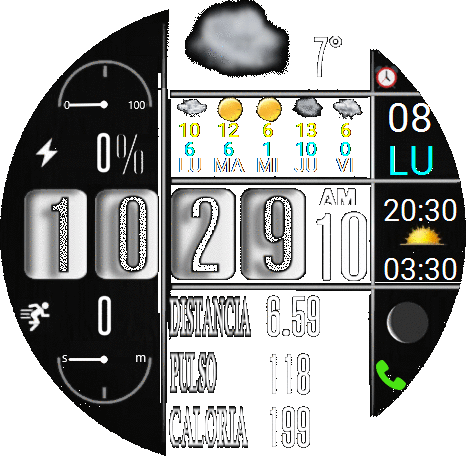 7°
0 100
10 12 6 13 6
6 6 1 10 0
LU MA MI JU VI
08
LU
0%
10 29 AM 10
20:30
03:30
0
S m
DISTANCIA 6.59
PULSO 118
CALORIA 199